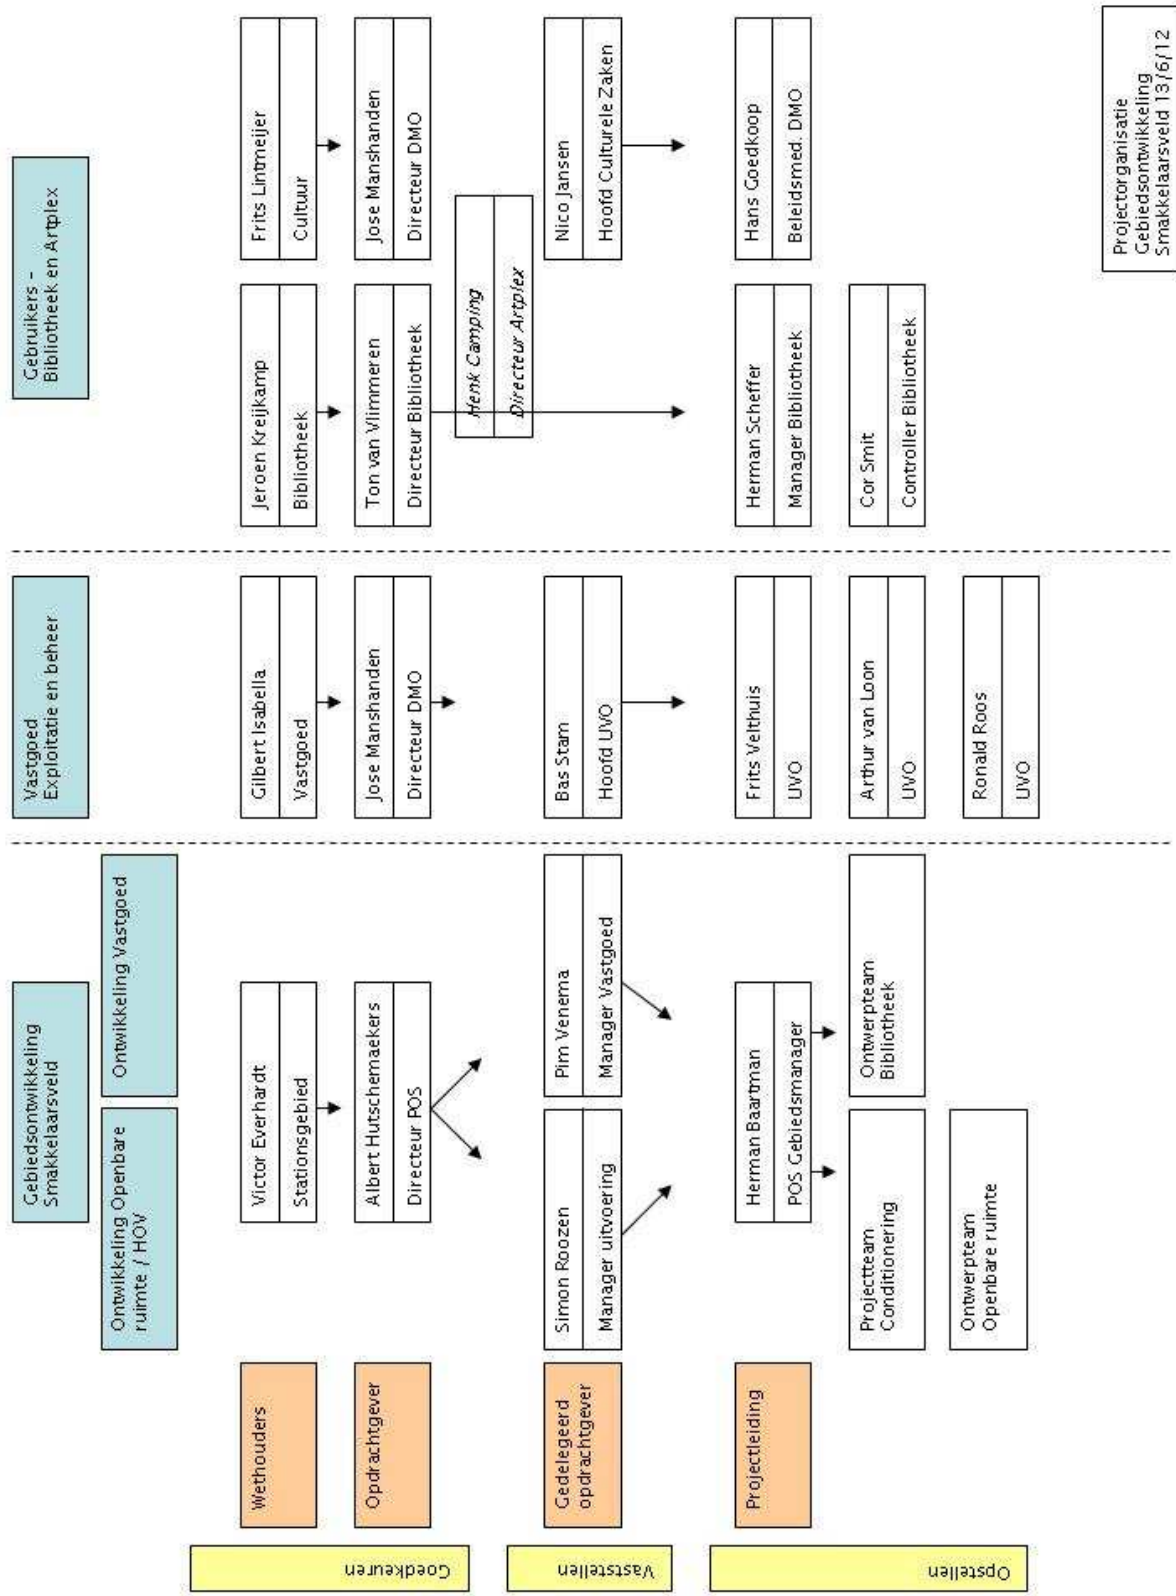 Gebiedsontwikkeling
Smakkelaarsveld
Vastgoed
Exploitatie en beheer
Gebruikers –
Bibliotheek en Artplex
Ontwikkeling Openbare
ruimte / HOV
Ontwikkeling Vastgoed
Goedkeuren
Wethouders
Victor Everhardt
Stationsgebied
Gilbert Isabella
Vastgoed
Jeroen Kreijkamp
Bibliotheek
Frits Lintmeijer
Cultuur
Opdrachtgever
Albert Hutschemaekers
Directeur POS
Jose Manshanden
Directeur DMO
Ton van Vlimmeren
Directeur Bibliotheek
Jose Manshanden
Directeur DMO
Henk Camping
Directeur Artplex
Vaststellen
Gedelegeerd
opdrachtgever
Simon Roozen
Manager uitvoering
Pim Venema
Manager Vastgoed
Bas Stam
Hoofd UVO
Nico Jansen
Hoofd Culturele Zaken
Opstellen
Projectleiding
Herman Baartman
POS Gebiedsmanager
Frits Velthuis
UVO
Herman Scheffer
Manager Bibliotheek
Hans Goedkoop
Beleidsmed. DMO
Projectteam
Conditionering
Ontwerpteam
Bibliotheek
Arthur van Loon
UVO
Cor Smit
Controller Bibliotheek
Ontwerpteam
Openbare ruimte
Ronald Roos
UVO
Projectorganisatie
Gebiedsontwikkeling
Smakkelaarsveld 13/6/12